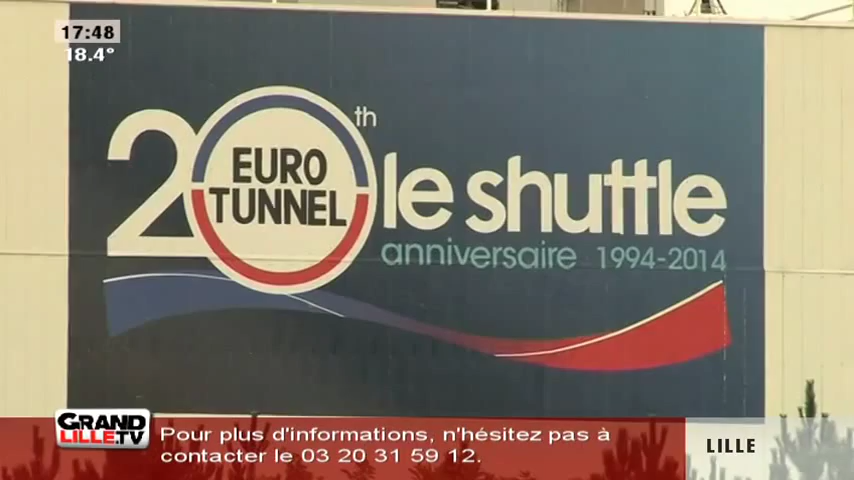 17:48
18.4°
20th
EURO
TUNNEL
le shuttle
anniversaire 1994-2014
GRAND
LILLE.TV
Pour plus d'informations, n'hésitez pas à
contacter le 03 20 31 59 12.
LILLE